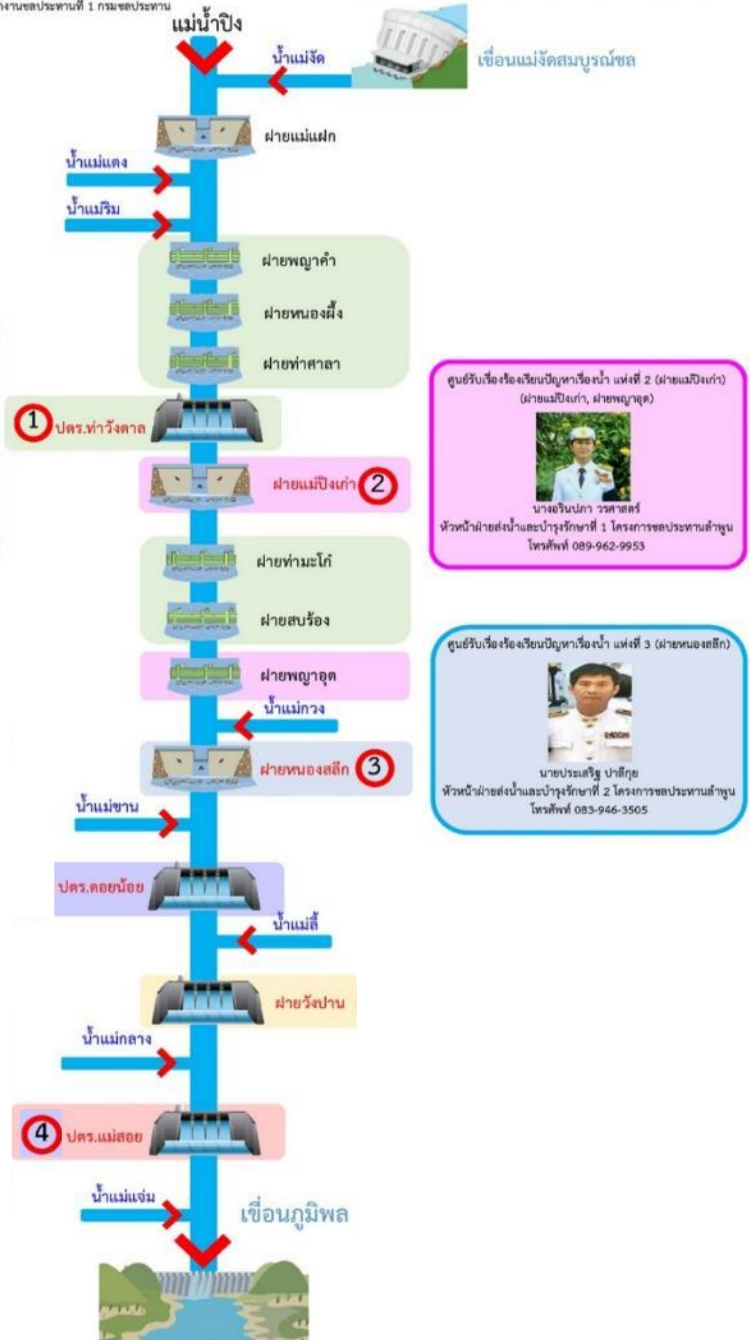 งานชลประทานที่ 1 กรมชลประทาน
แม่น้ำปิง
น้ำแม่งัด
เขื่อนแม่งัดสมบูรณ์ชล
ฝายแม่แฝก
น้ำแม่แตง
น้ำแม่ริม
ฝายพญาคำ
ฝายหนองผึ้ง
ฝายท่าศาลา
1 ปตร.ท่าวังตาล
ศูนย์รับเรื่องร้องเรียนปัญหาเรื่องน้ำ แห่งที่ 2 (ฝายแม่ปิงเก่า)
(ฝายแม่ปิงเก่า, ฝายพญาอุต)
นางอรินปภา วรศาสตร์
หัวหน้าฝ่ายส่งน้ำและบำรุงรักษาที่ 1 โครงการชลประทานลำพูน
โทรศัพท์ 089-962-9953
ฝายแม่ปิงเก่า 2
ฝายท่ามะโก๋
ฝายสบร้อง
ฝายพญาอุต
น้ำแม่กวง
ฝายหนองสลีก 3
ศูนย์รับเรื่องร้องเรียนปัญหาเรื่องน้ำ แห่งที่ 3 (ฝายหนองสลีก)
นายประเสริฐ ปาลีกุย
หัวหน้าฝ่ายส่งน้ำและบำรุงรักษาที่ 2 โครงการชลประทานลำพูน
โทรศัพท์ 083-946-3505
น้ำแม่ขาน
ปตร.ดอยน้อย
น้ำแม่ลี้
ฝายวังปาน
น้ำแม่กลาง
4 ปตร.แม่สอย
น้ำแม่แจ่ม
เขื่อนภูมิพล